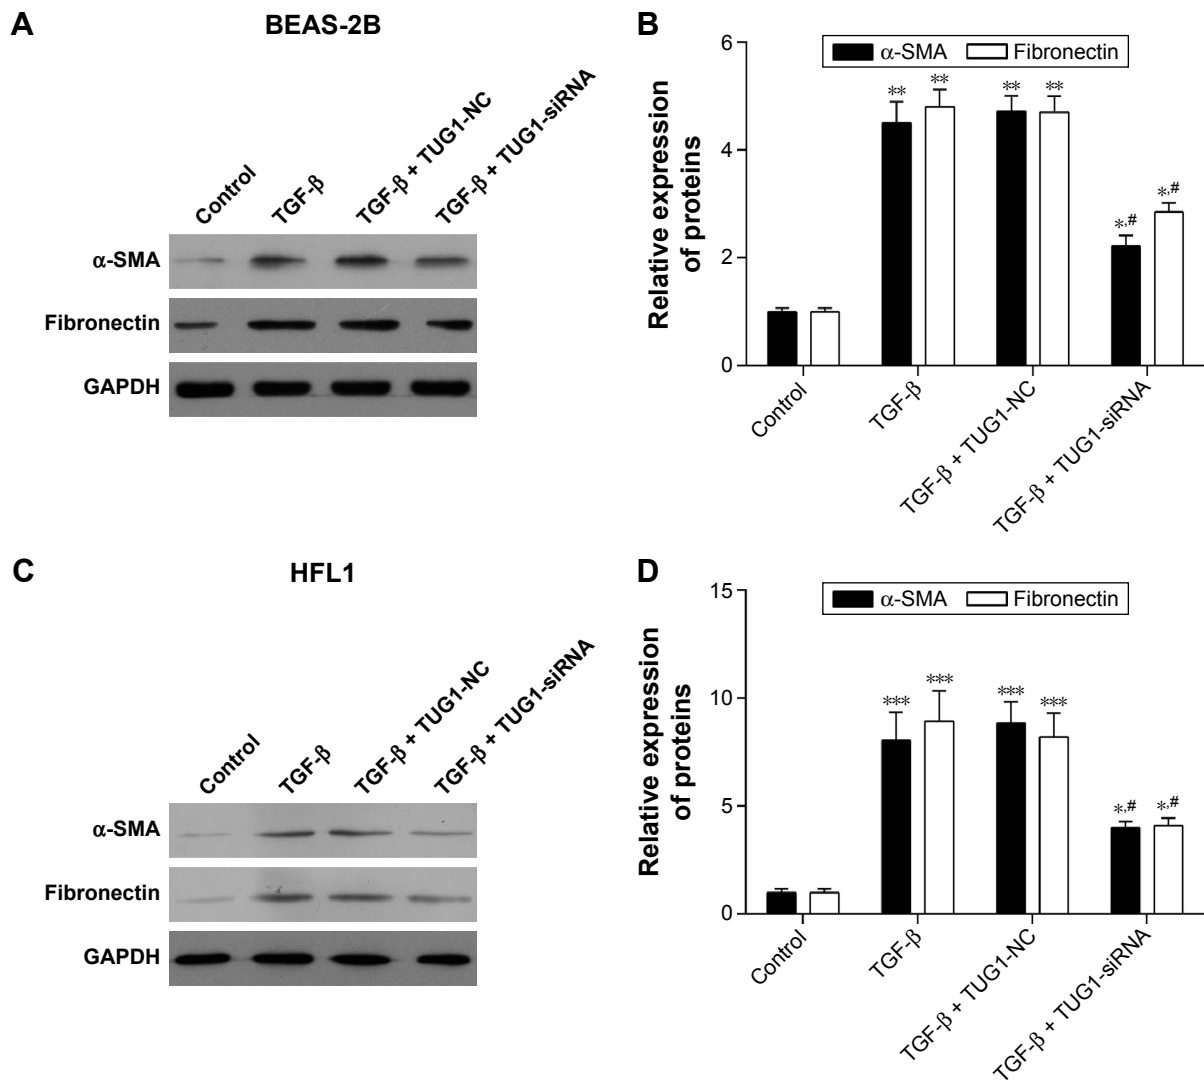 A
BEAS-2B
Control
TGF-β
TGF-β + TUG1-NC
TGF-β + TUG1-siRNA
α-SMA
Fibronectin
GAPDH
B
α-SMA
Fibronectin
Relative expression
of proteins
6
4
2
0
**
**
**
**
*,#
*,#
Control
TGF-β
TGF-β + TUG1-NC
TGF-β + TUG1-siRNA
C
HFL1
Control
TGF-β
TGF-β + TUG1-NC
TGF-β + TUG1-siRNA
α-SMA
Fibronectin
GAPDH
D
α-SMA
Fibronectin
Relative expression
of proteins
15
10
5
0
***
***
***
***
*,#
*,#
Control
TGF-β
TGF-β + TUG1-NC
TGF-β + TUG1-siRNA